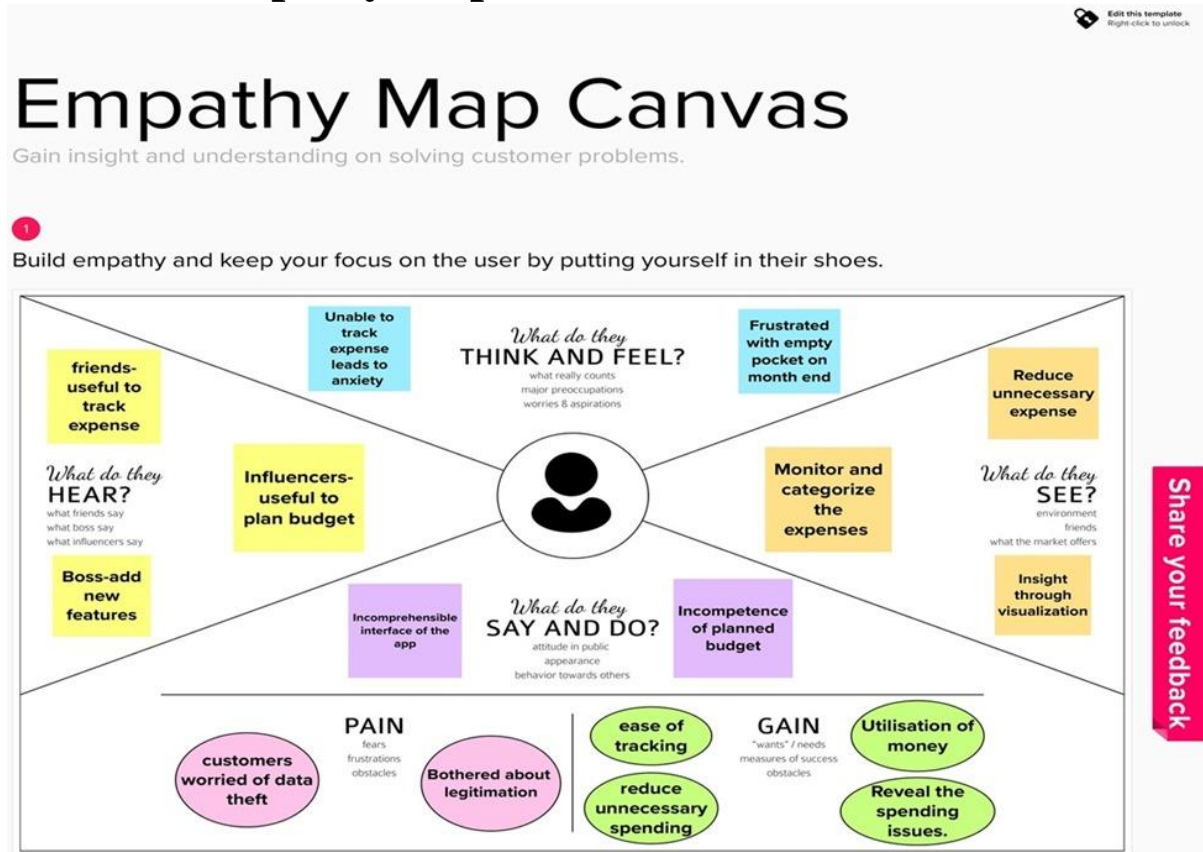 Edit this template
Right-click to unlock
Empathy Map Canvas
Gain insight and understanding on solving customer problems.
1
Build empathy and keep your focus on the user by putting yourself in their shoes.
Unable to
track
expense
leads to
anxiety
What do they
THINK AND FEEL?
what really counts
major preoccupations
worries & aspirations
Frustrated
with empty
pocket on
month end
friends-
useful to
track
expense
What do they
HEAR?
what friends say
what boss say
what influencers say
Influencers-
useful to
plan budget
Boss-add
new
features
Monitor and
categorize
the
expenses
Reduce
unnecessary
expense
What do they
SEE?
environment
friends
what the market offers
Insight
through
visualization
Incomprehensible
interface of the
app
What do they
SAY AND DO?
attitude in public
appearance
behavior towards others
Incompetence
of planned
budget
PAIN
fears
frustrations
obstacles
customers
worried of data
theft
Bothered about
legitimation
ease of
tracking
reduce
unnecessary
spending
GAIN
"wants" / needs
measures of success
obstacles
Utilisation of
money
Reveal the
spending
issues.
Share your feedback